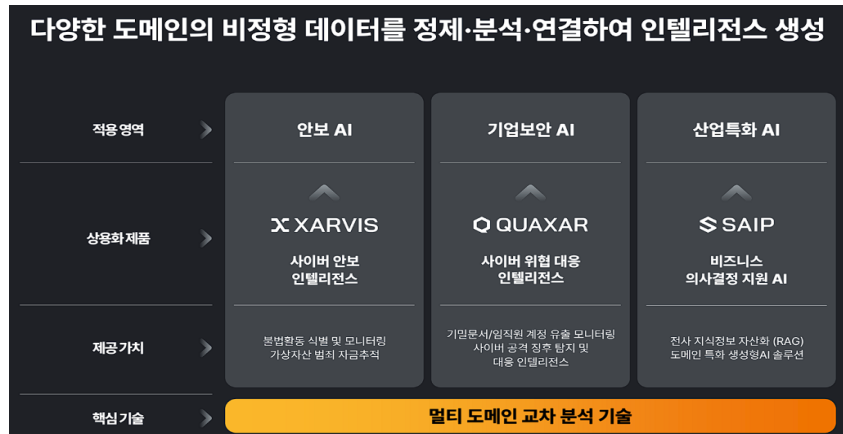 다양한 도메인의 비정형 데이터를 정제·분석·연결하여 인텔리전스 생성
적용 영역
안보 AI
기업보안 AI
산업특화 AI
상용화 제품
XARVIS
사이버 안보
인텔리전스
QUAXAR
사이버 위협 대응
인텔리전스
SAIP
비즈니스
의사결정 지원 AI
제공 가치
불법활동 식별 및 모니터링
가상자산 범죄 자금추적
기밀문서/임직원 계정 유출 모니터링
사이버 공격 징후 탐지 및
대응 인텔리전스
전사 지식정보 자산화 (RAG)
도메인 특화 생성형AI 솔루션
핵심 기술
멀티 도메인 교차 분석 기술